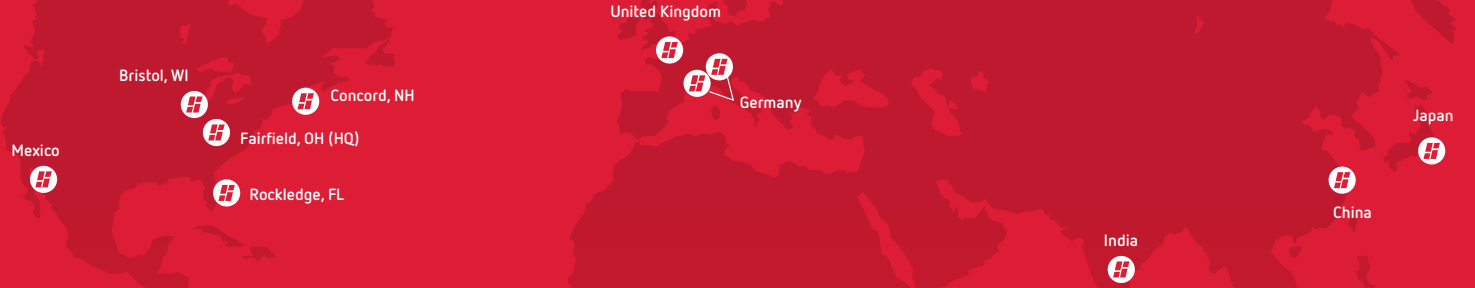 United Kingdom
Bristol, WI
Concord, NH
Germany
Fairfield, OH (HQ)
Japan
Mexico
Rockledge, FL
China
India